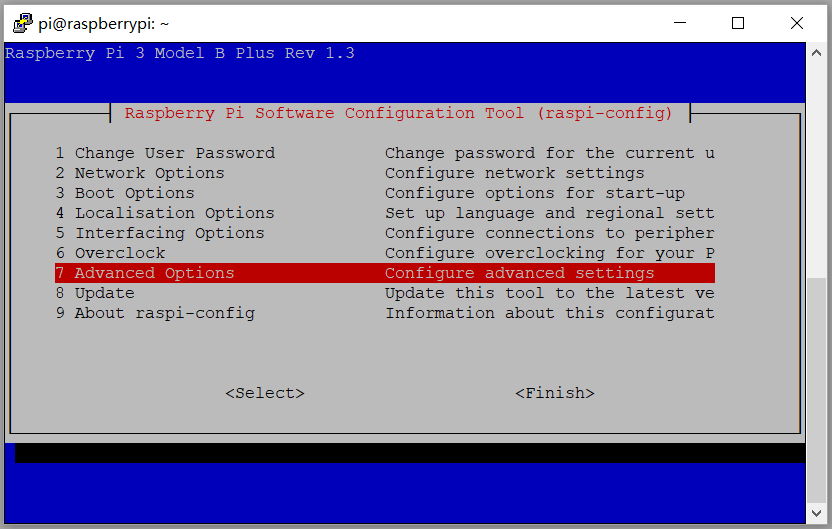 pi@raspberrypi: ~
Raspberry Pi 3 Model B Plus Rev 1.3
Raspberry Pi Software Configuration Tool (raspi-config)
1 Change User Password Change password for the current u
2 Network Options Configure network settings
3 Boot Options Configure options for start-up
4 Localisation Options Set up language and regional sett
5 Interfacing Options Configure connections to peripher
6 Overclock Configure overclocking for your P
7 Advanced Options Configure advanced settings
8 Update Update this tool to the latest ve
9 About raspi-config Information about this configurat
<Select> <Finish>